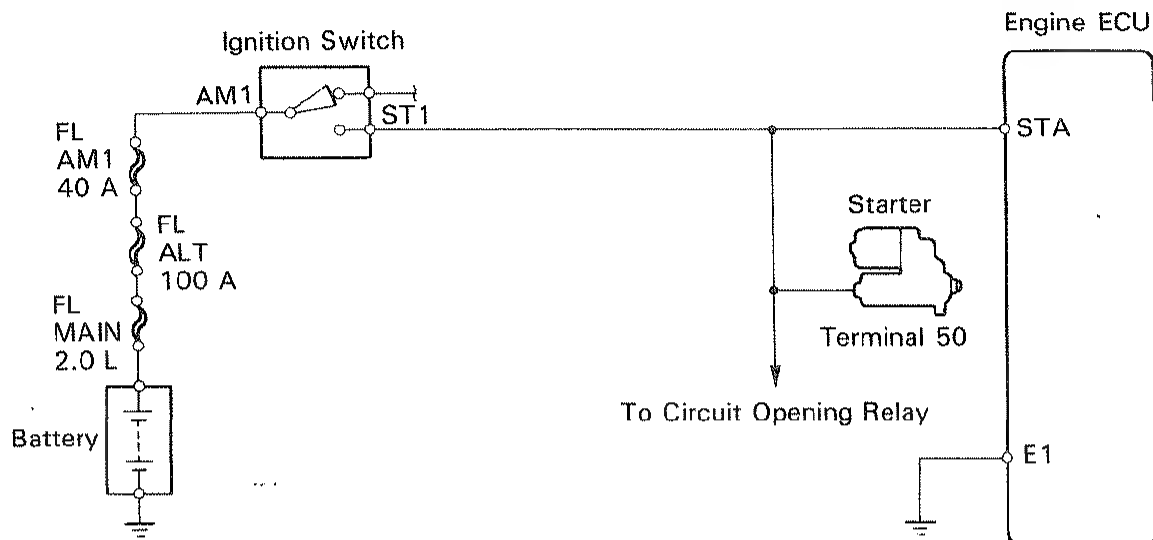 Engine ECU
Ignition Switch
AM1
ST1
STA
FL
AM1
40 A
Starter
FL
ALT
100 A
FL
MAIN
2.0 L
Terminal 50
To Circuit Opening Relay
Battery
E1